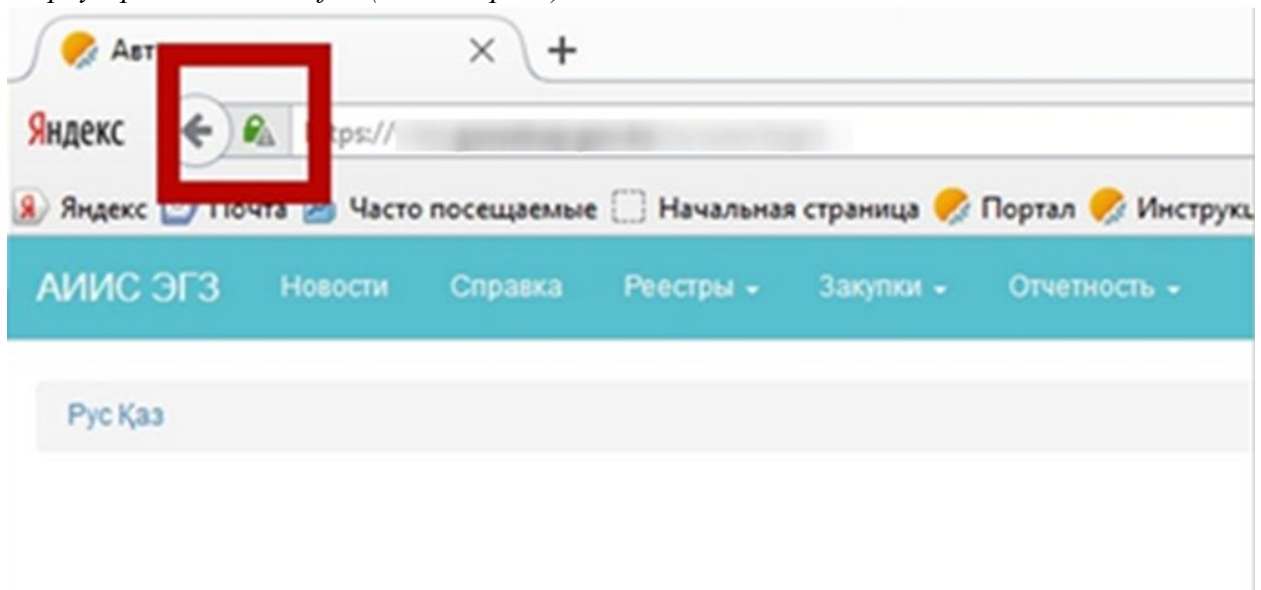 Авт
Яндекс tps://
Яндекс Почта Часто посещаемые Начальная страница Портал Инструкц
АИИС ЭГЗ Новости Справка Реестры Закупки Отчетность
Рус Қаз